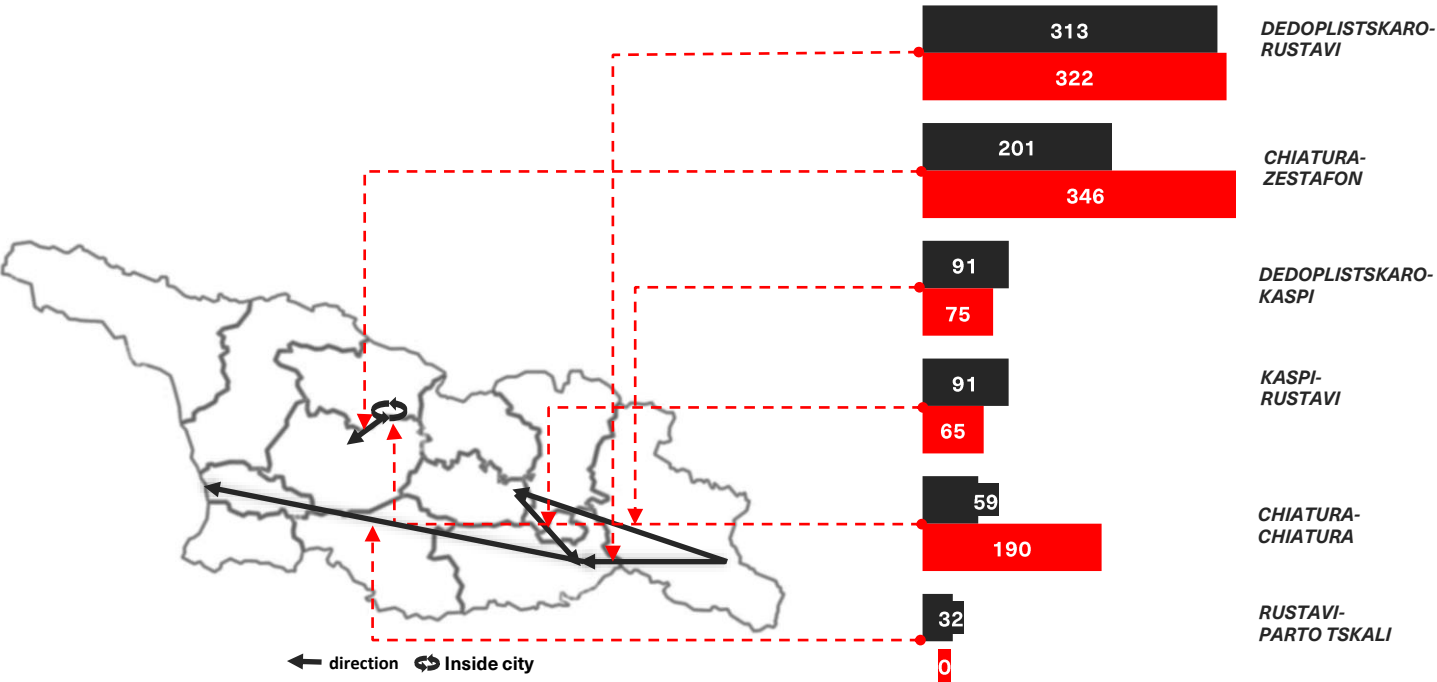 313
322
DEDOPLISTSKARO-
RUSTAVI
201
346
CHIATURA-
ZESTAFON
91
75
DEDOPLISTSKARO-
KASPI
91
65
KASPI-
RUSTAVI
59
190
CHIATURA-
CHIATURA
32
0
RUSTAVI-
PARTO TSKALI
direction
Inside city